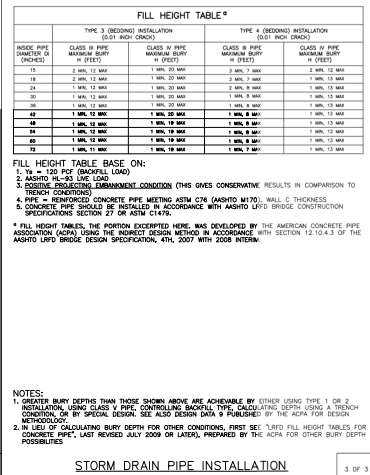 FILL HEIGHT TABLE ᵃ
TYPE 3 (BEDDING) INSTALLATION
(0.01 INCH CRACK)
TYPE 4 (BEDDING) INSTALLATION
(0.01 INCH CRACK)
INSIDE PIPE
DIAMETER Di
(INCHES)
CLASS III PIPE
MAXIMUM BURY
H (FEET)
CLASS IV PIPE
MAXIMUM BURY
H (FEET)
CLASS III PIPE
MAXIMUM BURY
H (FEET)
CLASS IV PIPE
MAXIMUM BURY
H (FEET)
15 2 MIN, 12 MAX 1 MIN, 20 MAX 3 MIN, 7 MAX 2 MIN, 12 MAX
18 2 MIN, 12 MAX 1 MIN, 20 MAX 3 MIN, 7 MAX 1 MIN, 13 MAX
24 1 MIN, 12 MAX 1 MIN, 20 MAX 2 MIN, 8 MAX 1 MIN, 13 MAX
30 1 MIN, 12 MAX 1 MIN, 20 MAX 1 MIN, 8 MAX 1 MIN, 13 MAX
36 1 MIN, 12 MAX 1 MIN, 20 MAX 1 MIN, 8 MAX 1 MIN, 13 MAX
42 1 MIN, 12 MAX 1 MIN, 20 MAX 1 MIN, 8 MAX 1 MIN, 13 MAX
48 1 MIN, 12 MAX 1 MIN, 19 MAX 1 MIN, 8 MAX 1 MIN, 13 MAX
54 1 MIN, 12 MAX 1 MIN, 19 MAX 1 MIN, 8 MAX 1 MIN, 13 MAX
60 1 MIN, 12 MAX 1 MIN, 19 MAX 1 MIN, 8 MAX 1 MIN, 13 MAX
72 1 MIN, 11 MAX 1 MIN, 19 MAX 1 MIN, 8 MAX 1 MIN, 13 MAX
FILL HEIGHT TABLE BASE ON:
1. Ys = 120 PCF (BACKFILL LOAD)
2. AASHTO HL-93 LIVE LOAD
3. POSITIVE PROJECTING EMBANKMENT CONDITION (THIS GIVES CONSERVATIVE RESULTS IN COMPARISON TO
TRENCH CONDITIONS)
4. PIPE = REINFORCED CONCRETE PIPE MEETING ASTM C76 (AASHTO M170), WALL C THICKNESS
5. CONCRETE PIPE SHOULD BE INSTALLED IN ACCORDANCE WITH AASHTO LRFD BRIDGE CONSTRUCTION
SPECIFICATIONS SECTION 27 OR ASTM C1479.
ᵃ FILL HEIGHT TABLES, THE PORTION EXCERPTED HERE. WAS DEVELOPED BY THE AMERICAN CONCRETE PIPE
ASSOCIATION (ACPA) USING THE INDIRECT DESIGN METHOD IN ACCORDANCE WITH SECTION 12.10.4.3 OF THE
AASHTO LRFD BRIDGE DESIGN SPECIFICATION, 4TH, 2007 WITH 2008 INTERIM.
NOTES:
1. GREATER BURY DEPTHS THAN THOSE SHOWN ABOVE ARE ACHIEVABLE BY EITHER USING TYPE 1 OR 2
INSTALLATION, USING CLASS V PIPE, CONTROLLING BACKFILL TYPE, CALCULATING DEPTH USING A TRENCH
CONDITION, OR BY SPECIAL DESIGN. SEE ALSO DESIGN DATA 9 PUBLISHED BY THE ACPA FOR DESIGN
METHODOLOGY.
2. IN LIEU OF CALCULATING BURY DEPTH FOR OTHER CONDITIONS, FIRST SEE "LRFD FILL HEIGHT TABLES FOR
CONCRETE PIPE", LAST REVISED JULY 2009 OR LATER), PREPARED BY THE ACPA FOR OTHER BURY DEPTH
POSSIBILITIES
STORM DRAIN PIPE INSTALLATION
3 OF 3